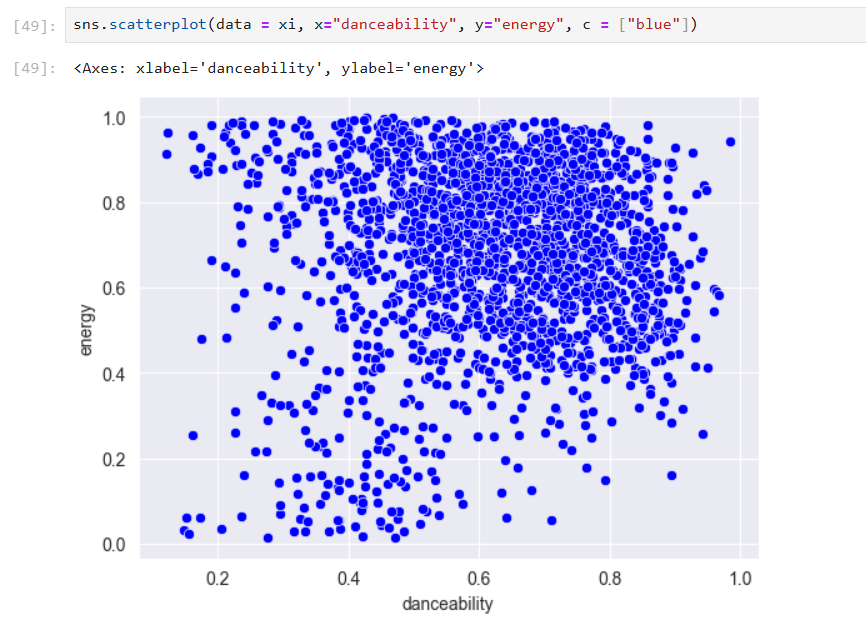 [49]: sns.scatterplot(data = xi, x="danceability", y="energy", c = ["blue"])
[49]: <Axes: xlabel='danceability', ylabel='energy'>
1.0
0.8
0.6
0.4
0.2
0.0
energy
0.2 0.4 0.6 0.8 1.0
danceability